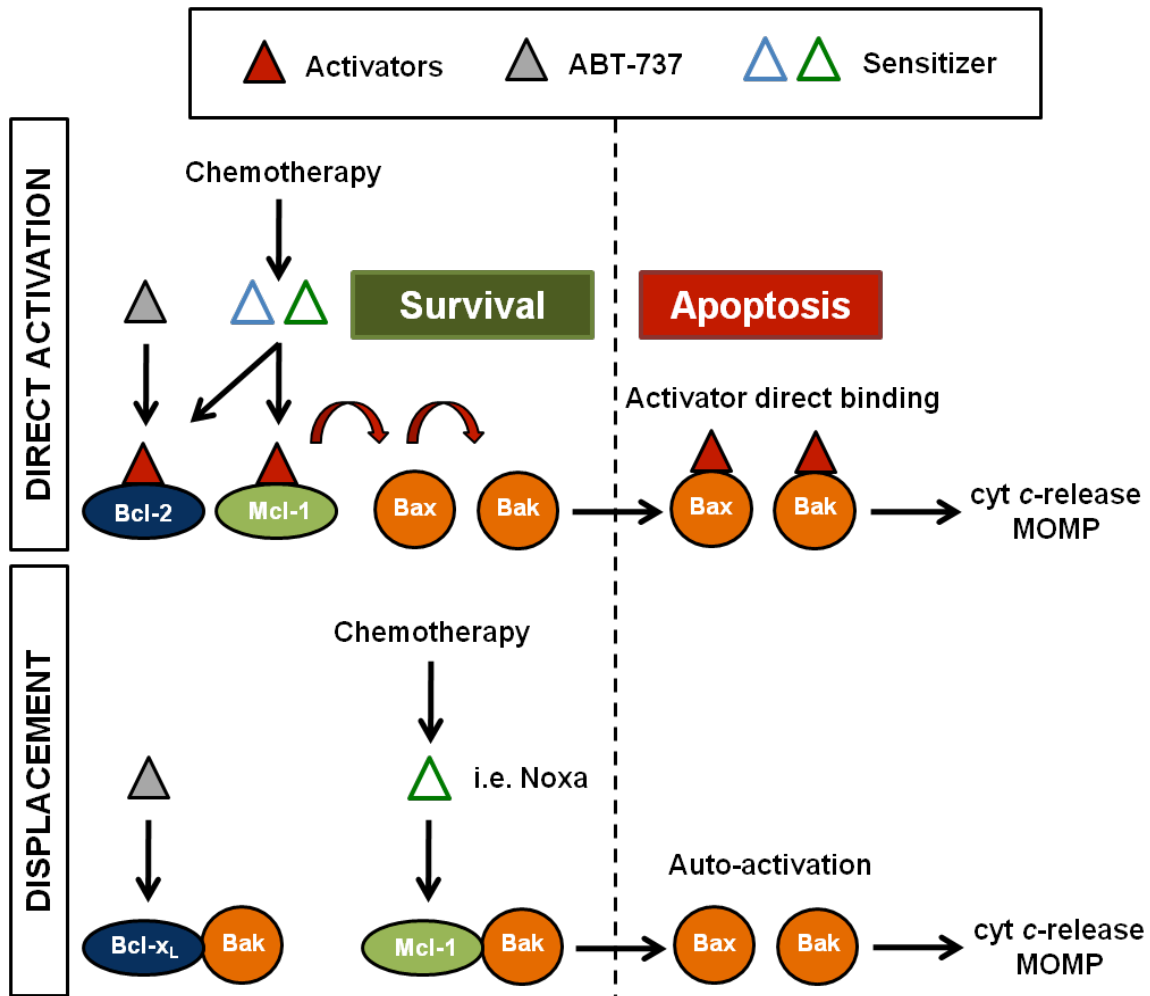 Activators
ABT-737
Sensitizer
DIRECT ACTIVATION
Chemotherapy
Survival
Apoptosis
Activator direct binding
Bcl-2
Mcl-1
Bax
Bak
Bax
Bak
cyt c-release
MOMP
DISPLACEMENT
Chemotherapy
i.e. Noxa
Auto-activation
Bcl-xL
Bak
Mcl-1
Bak
Bax
Bak
cyt c-release
MOMP